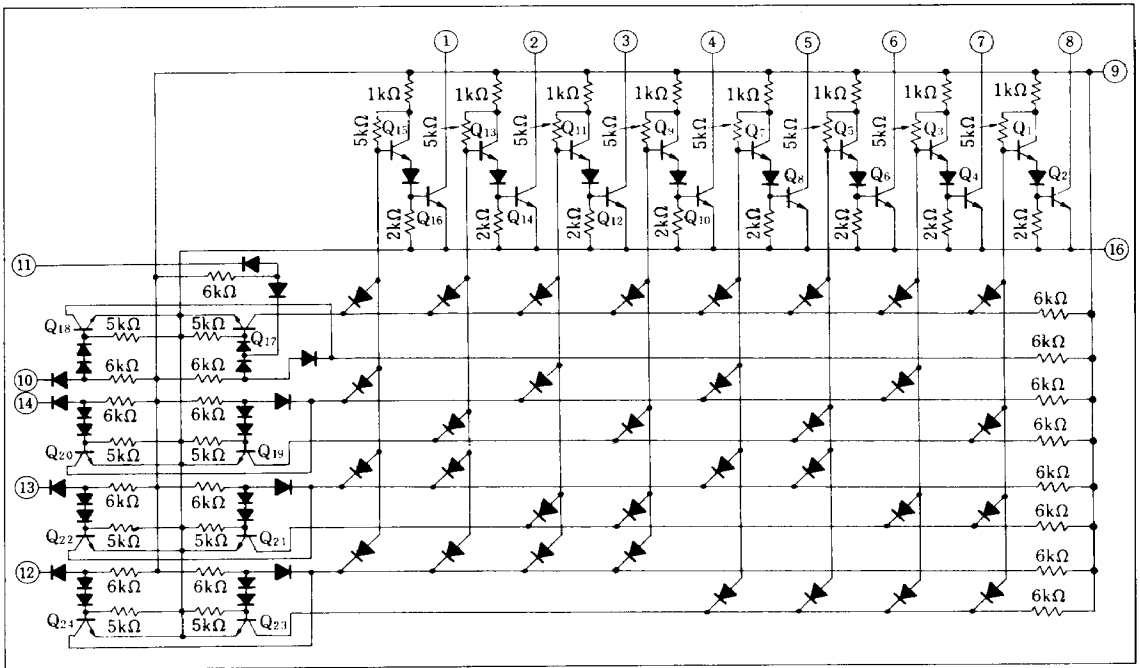 ① ② ③ ④ ⑤ ⑥ ⑦ ⑧
⑨
1kΩ 1kΩ 1kΩ 1kΩ 1kΩ 1kΩ 1kΩ 1kΩ
5kΩ 5kΩ 5kΩ 5kΩ 5kΩ 5kΩ 5kΩ 5kΩ
Q15 Q13 Q11 Q9 Q7 Q5 Q3 Q1
Q16 Q14 Q12 Q10 Q8 Q6 Q4 Q2
2kΩ 2kΩ 2kΩ 2kΩ 2kΩ 2kΩ 2kΩ 2kΩ
⑯
⑪
6kΩ
6kΩ
Q18 5kΩ 5kΩ Q17
6kΩ
⑩ 6kΩ 6kΩ
⑭ 6kΩ 6kΩ
6kΩ
6kΩ
Q20 5kΩ 5kΩ Q19
⑬ 6kΩ 6kΩ
6kΩ
6kΩ
Q22 5kΩ 5kΩ Q21
⑫ 6kΩ 6kΩ
6kΩ
6kΩ
Q24 5kΩ 5kΩ Q23